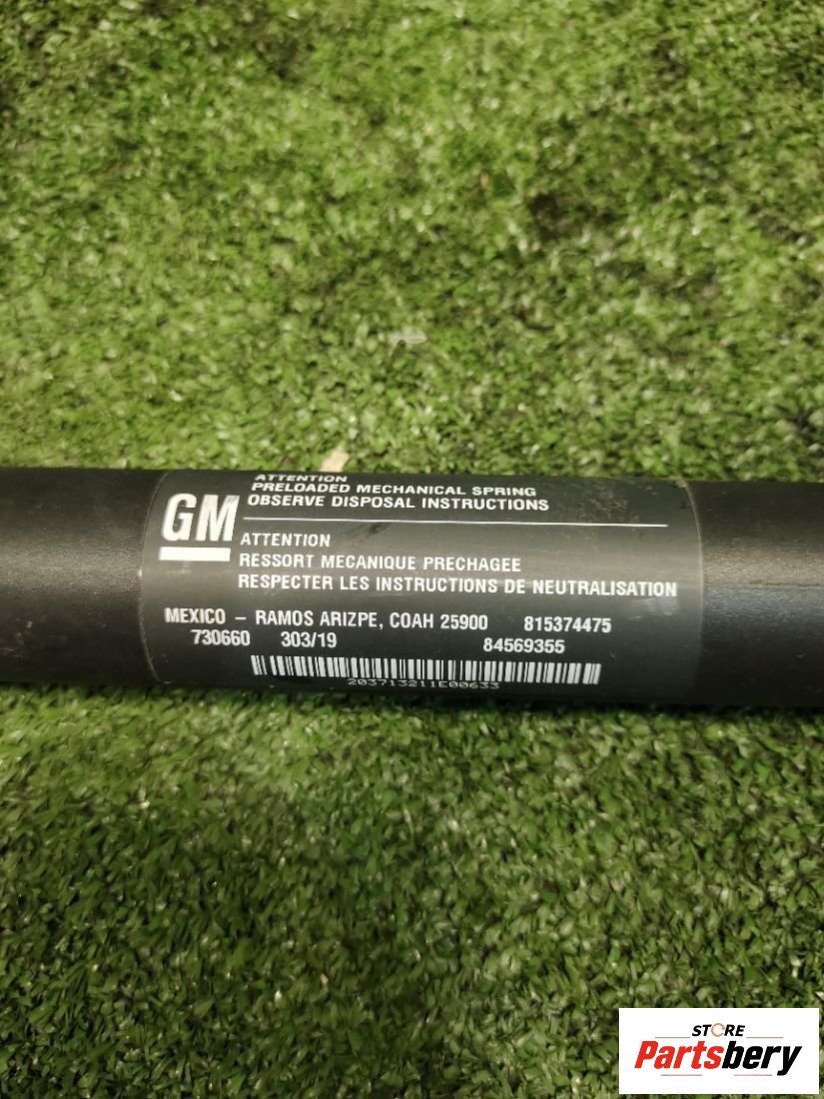 GM
ATTENTION
PRELOADED MECHANICAL SPRING
OBSERVE DISPOSAL INSTRUCTIONS
ATTENTION
RESSORT MECANIQUE PRECHAGEE
RESPECTER LES INSTRUCTIONS DE NEUTRALISATION
MEXICO – RAMOS ARIZPE, COAH 25900 815374475
730660 303/19 84569355
203713211E00633
STORE
Partsbery